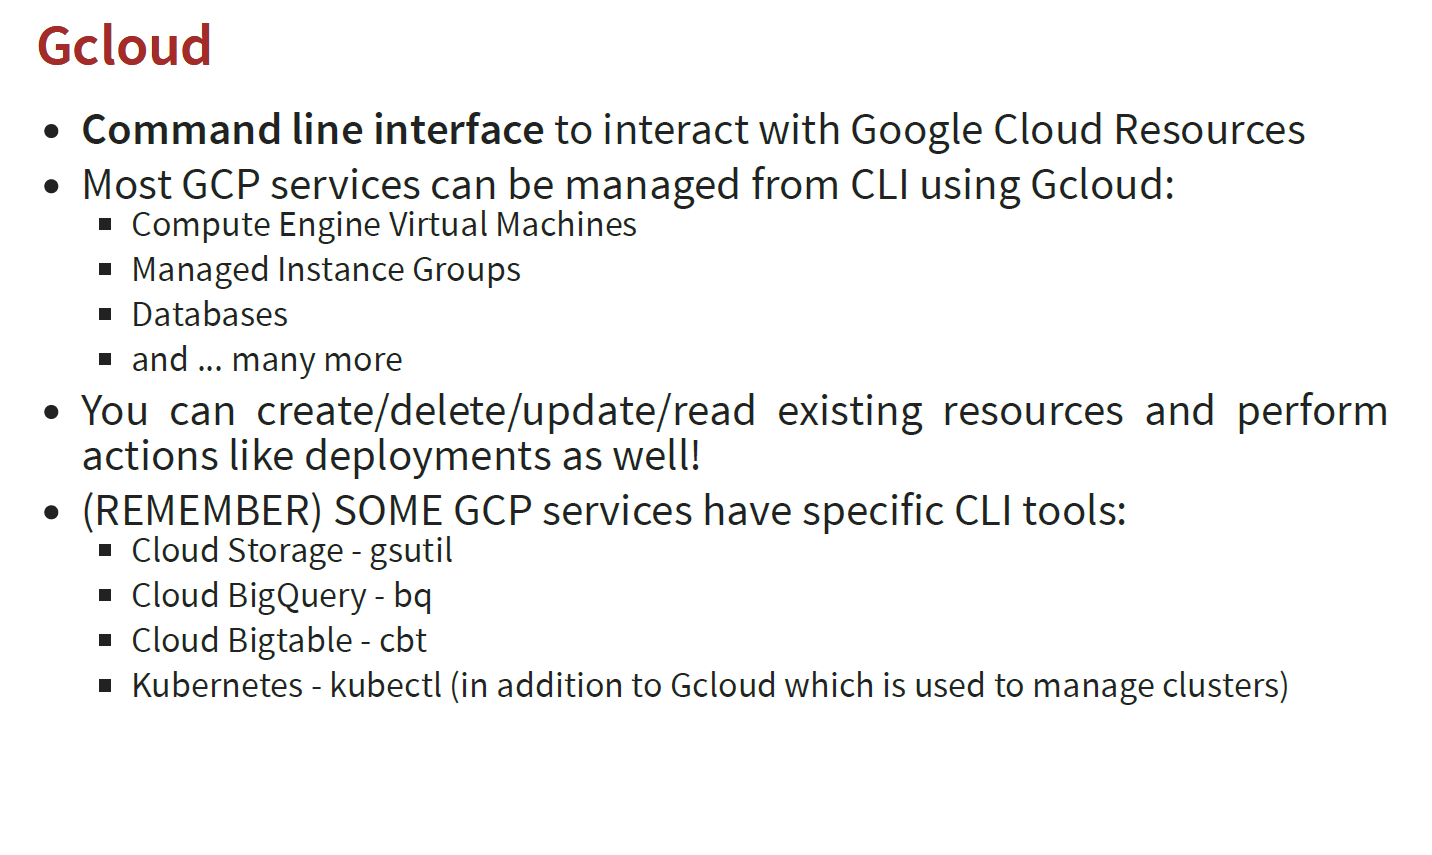 Gcloud
• Command line interface to interact with Google Cloud Resources
• Most GCP services can be managed from CLI using Gcloud:
▪ Compute Engine Virtual Machines
▪ Managed Instance Groups
▪ Databases
▪ and ... many more
• You can create/delete/update/read existing resources and perform
actions like deployments as well!
• (REMEMBER) SOME GCP services have specific CLI tools:
▪ Cloud Storage - gsutil
▪ Cloud BigQuery - bq
▪ Cloud Bigtable - cbt
▪ Kubernetes - kubectl (in addition to Gcloud which is used to manage clusters)